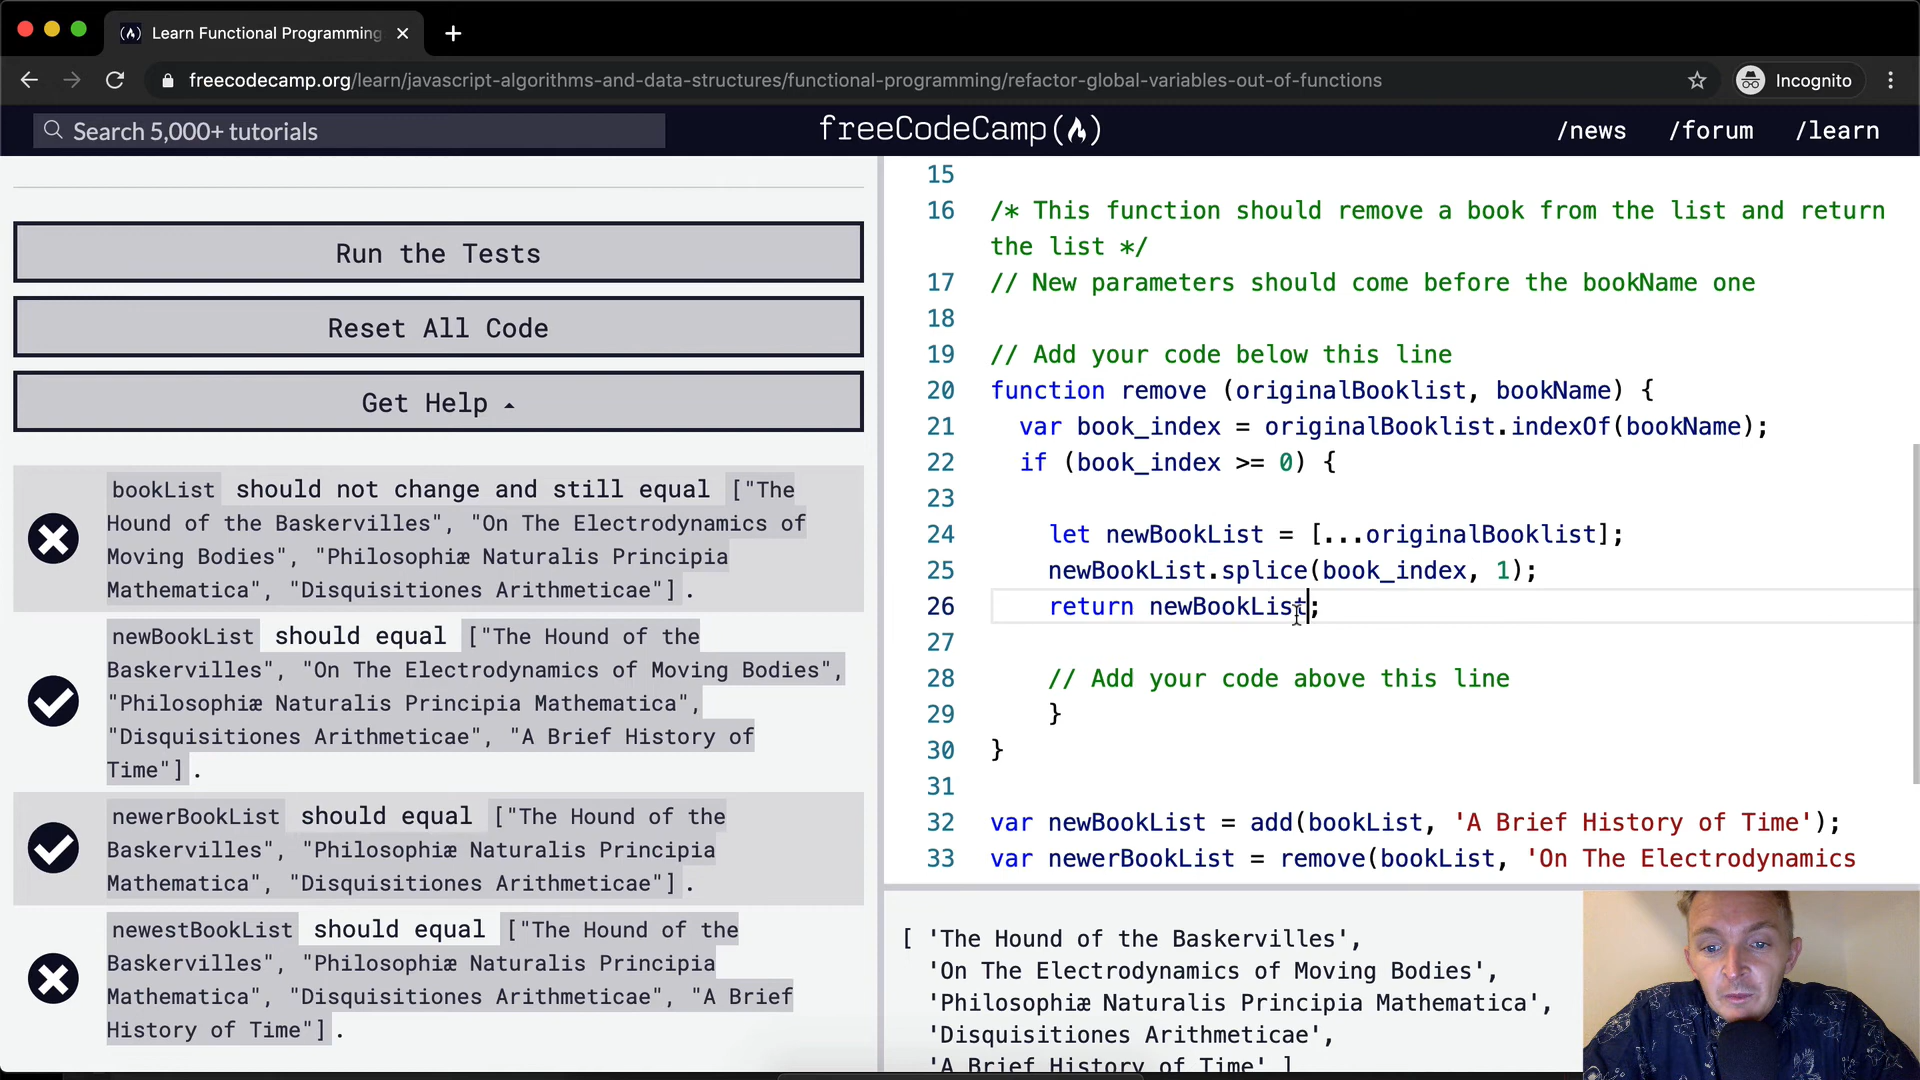 Learn Functional Programming
freecodecamp.org/learn/javascript-algorithms-and-data-structures/functional-programming/refactor-global-variables-out-of-functions
Incognito
Search 5,000+ tutorials
freeCodeCamp(🔥)
/news /forum /learn
Run the Tests
Reset All Code
Get Help
bookList should not change and still equal ["The
Hound of the Baskervilles", "On The Electrodynamics of
Moving Bodies", "Philosophiæ Naturalis Principia
Mathematica", "Disquisitiones Arithmeticae"].
newBookList should equal ["The Hound of the
Baskervilles", "On The Electrodynamics of Moving Bodies",
"Philosophiæ Naturalis Principia Mathematica",
"Disquisitiones Arithmeticae", "A Brief History of
Time"].
newerBookList should equal ["The Hound of the
Baskervilles", "Philosophiæ Naturalis Principia
Mathematica", "Disquisitiones Arithmeticae"].
newestBookList should equal ["The Hound of the
Baskervilles", "Philosophiæ Naturalis Principia
Mathematica", "Disquisitiones Arithmeticae", "A Brief
History of Time"].
15
16 /* This function should remove a book from the list and return
the list */
17 // New parameters should come before the bookName one
18
19 // Add your code below this line
20 function remove (originalBooklist, bookName) {
21 var book_index = originalBooklist.indexOf(bookName);
22 if (book_index >= 0) {
23
24 let newBookList = [...originalBooklist];
25 newBookList.splice(book_index, 1);
26 return newBookList;
27
28 // Add your code above this line
29 }
30 }
31
32 var newBookList = add(bookList, 'A Brief History of Time');
33 var newerBookList = remove(bookList, 'On The Electrodynamics
[ 'The Hound of the Baskervilles',
'On The Electrodynamics of Moving Bodies',
'Philosophiæ Naturalis Principia Mathematica',
'Disquisitiones Arithmeticae',
'A Brief History of Time' ]